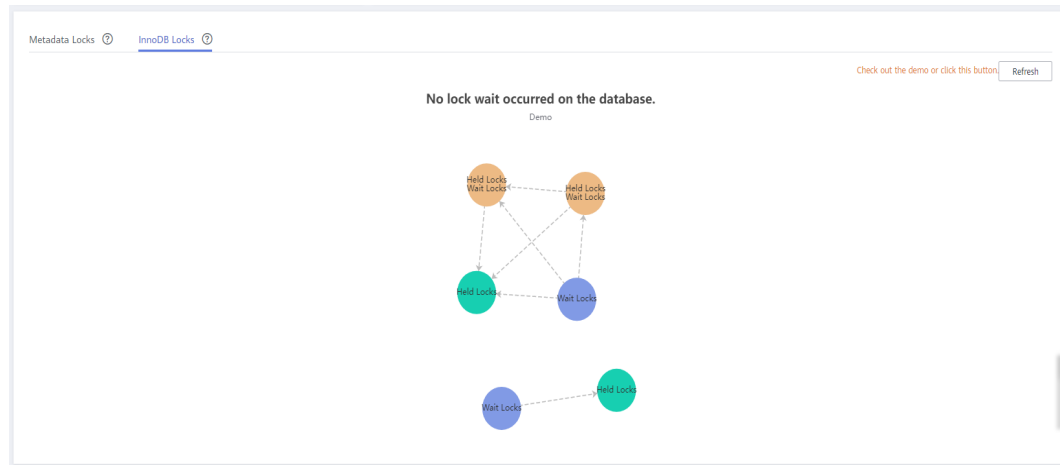 Metadata Locks ?
InnoDB Locks ?
Check out the demo or click this button.
Refresh
No lock wait occurred on the database.
Demo
Held Locks
Wait Locks
Held Locks
Wait Locks
Held Locks
Wait Locks
Held Locks
Wait Locks